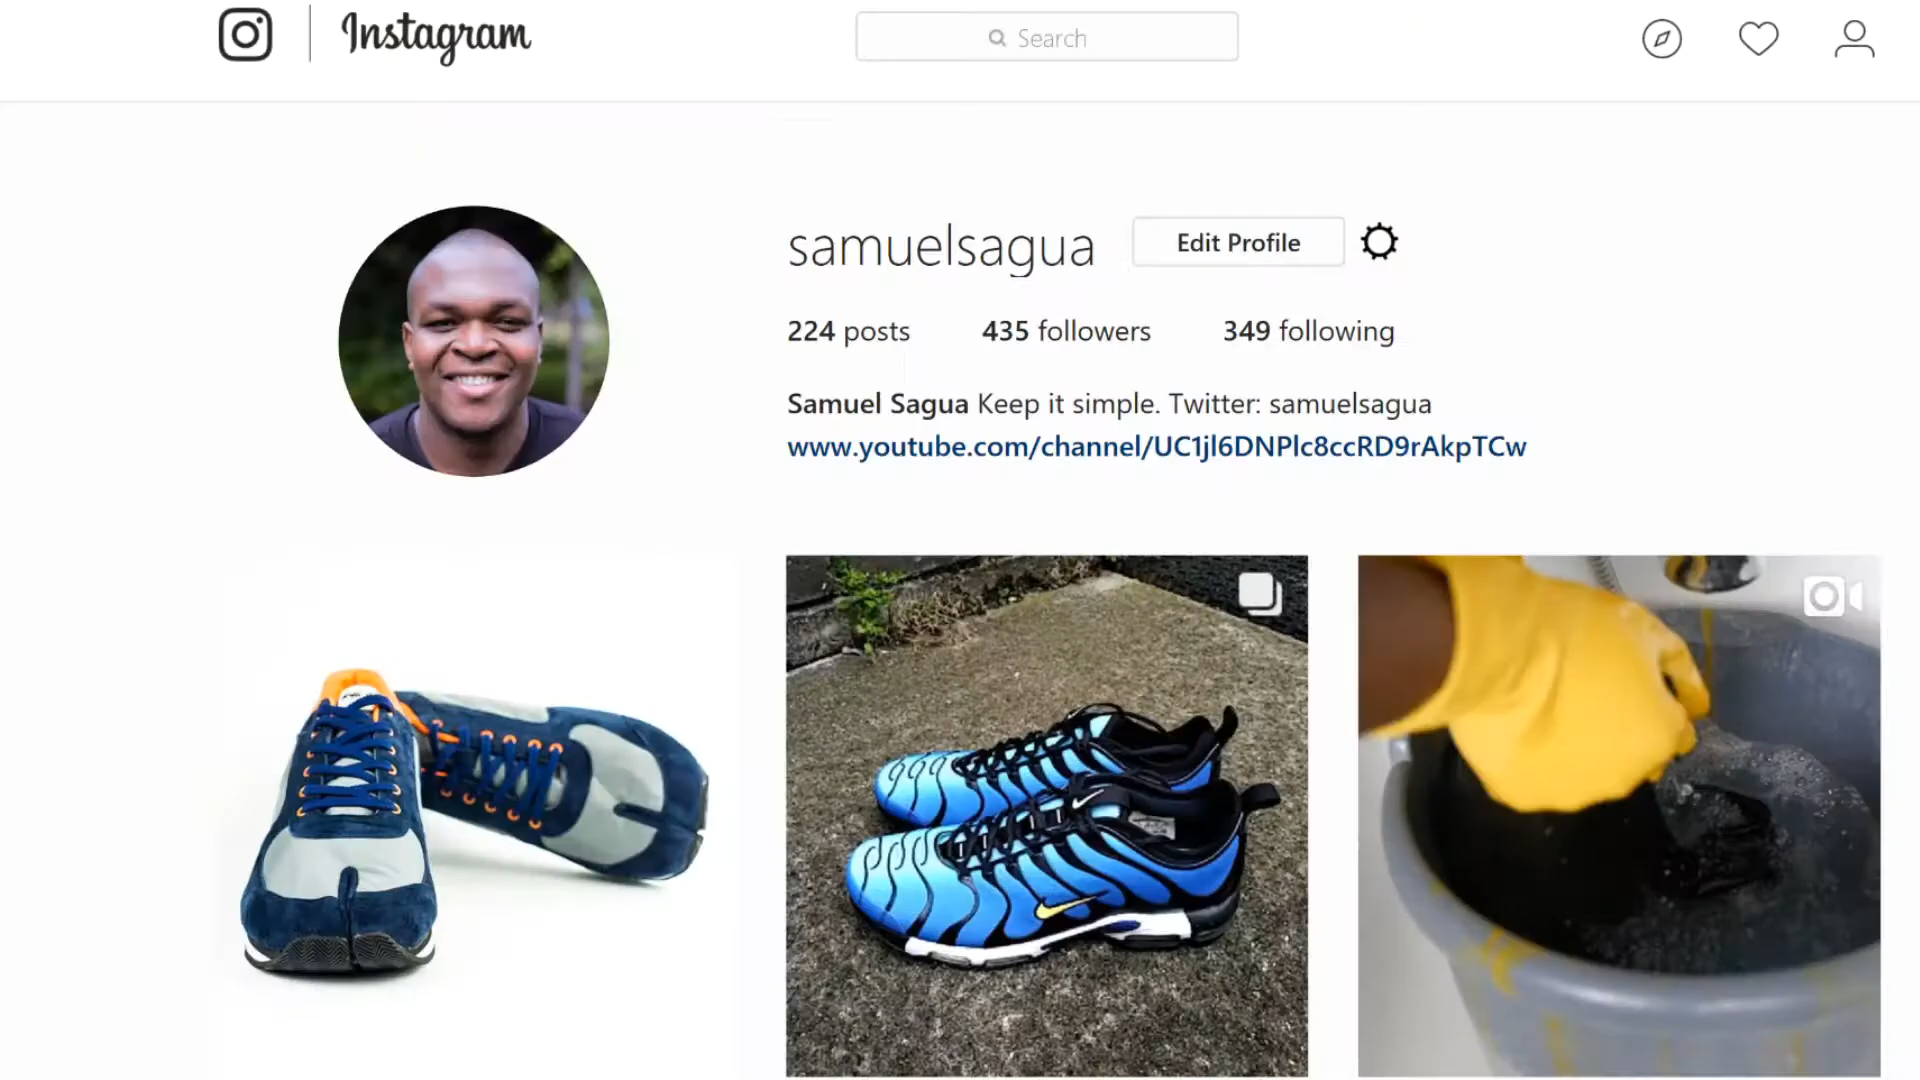 Instagram
Search
samuelsagua Edit Profile
224 posts 435 followers 349 following
Samuel Sagua Keep it simple. Twitter: samuelsagua
www.youtube.com/channel/UC1jl6DNPlc8ccRD9rAkpTCw